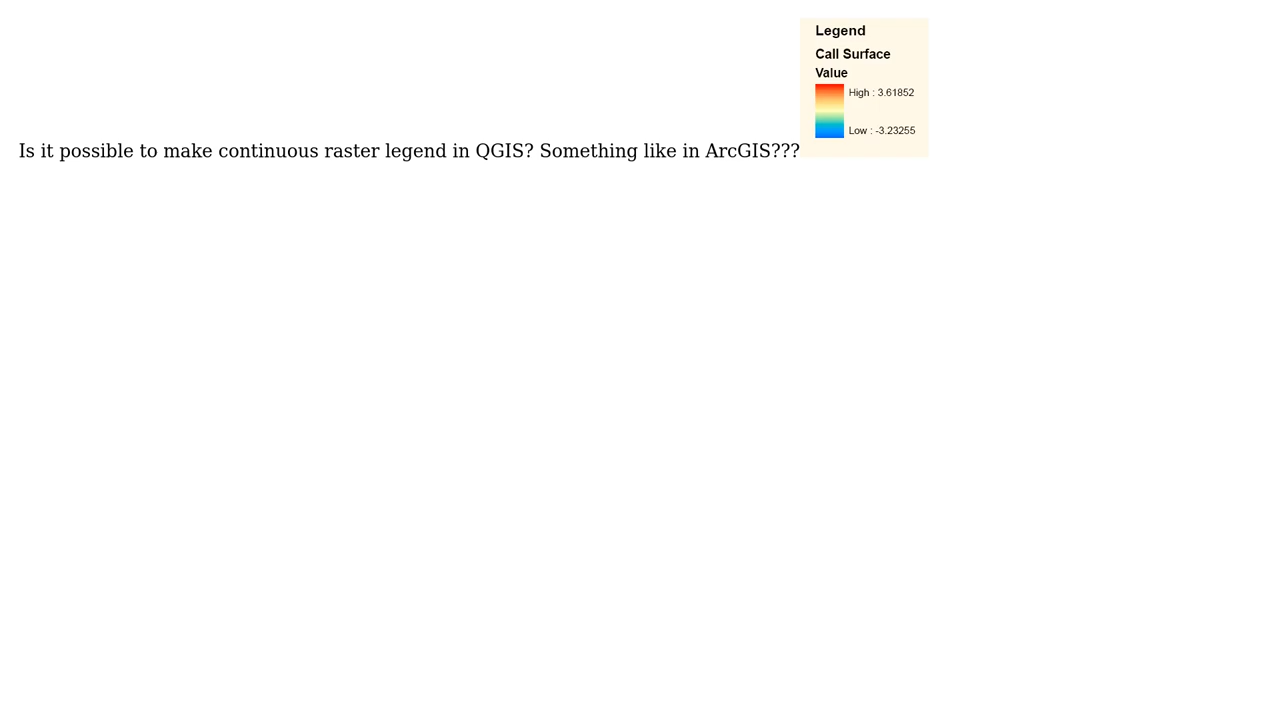 Legend
Call Surface
Value
High : 3.61852
Low : -3.23255
Is it possible to make continuous raster legend in QGIS? Something like in ArcGIS???